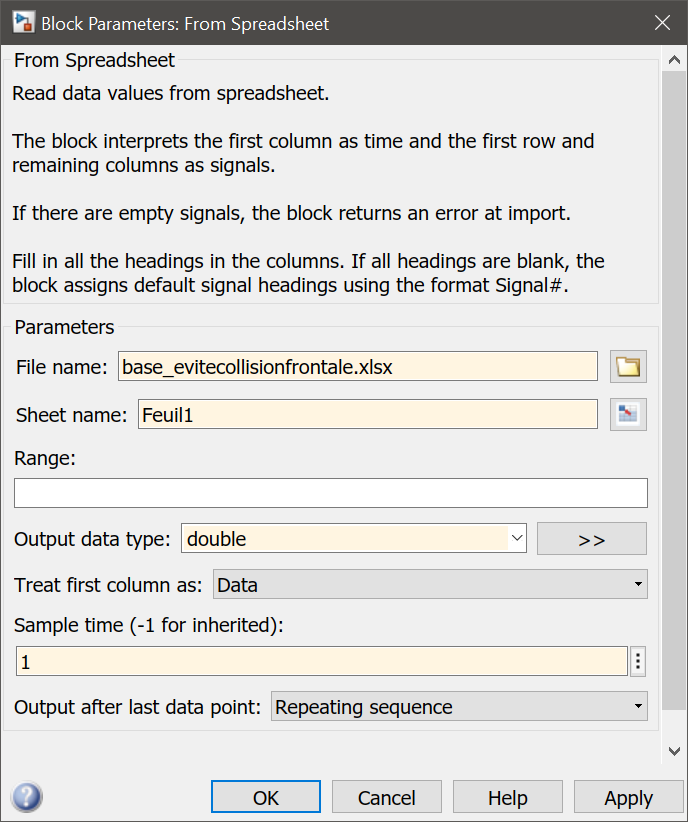 Block Parameters: From Spreadsheet
From Spreadsheet
Read data values from spreadsheet.
The block interprets the first column as time and the first row and
remaining columns as signals.
If there are empty signals, the block returns an error at import.
Fill in all the headings in the columns. If all headings are blank, the
block assigns default signal headings using the format Signal#.
Parameters
File name: base_evitecollisionfrontale.xlsx
Sheet name: Feuil1
Range:
Output data type: double >>
Treat first column as: Data
Sample time (-1 for inherited):
1
Output after last data point: Repeating sequence
? OK Cancel Help Apply